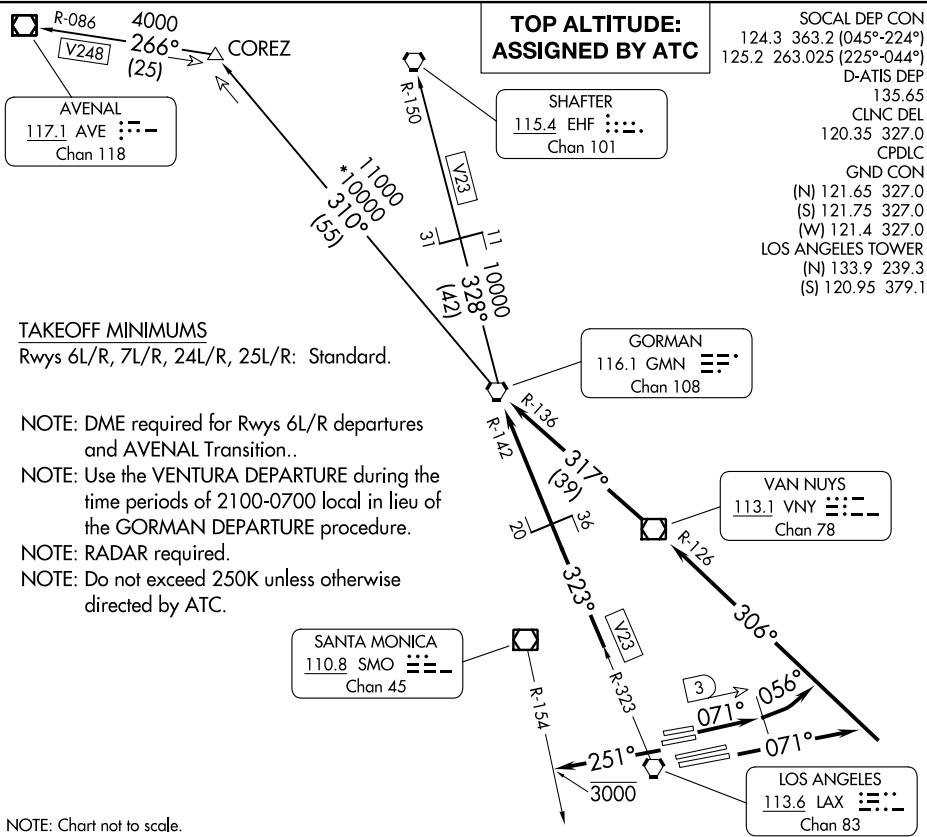 TOP ALTITUDE:
ASSIGNED BY ATC
SOCAL DEP CON
124.3 363.2 (045°-224°)
125.2 263.025 (225°-044°)
D-ATIS DEP
135.65
CLNC DEL
120.35 327.0
CPDLC
GND CON
(N) 121.65 327.0
(S) 121.75 327.0
(W) 121.4 327.0
LOS ANGELES TOWER
(N) 133.9 239.3
(S) 120.95 379.1
R-086
4000
V248
266°
(25)
COREZ
AVENAL
117.1 AVE
Chan 118
R-150
SHAFTER
115.4 EHF
Chan 101
V23
11000
*10000
310°
(55)
31
11
10000
328°
(42)
TAKEOFF MINIMUMS
Rwys 6L/R, 7L/R, 24L/R, 25L/R: Standard.
GORMAN
116.1 GMN
Chan 108
R-136
R-142
317°
(39)
NOTE: DME required for Rwys 6L/R departures
and AVENAL Transition..
NOTE: Use the VENTURA DEPARTURE during the
time periods of 2100-0700 local in lieu of
the GORMAN DEPARTURE procedure.
NOTE: RADAR required.
NOTE: Do not exceed 250K unless otherwise
directed by ATC.
VAN NUYS
113.1 VNY
Chan 78
20
36
R-126
323°
V23
306°
SANTA MONICA
110.8 SMO
Chan 45
R-323
R-154
3
071°
056°
251°
071°
3000
LOS ANGELES
113.6 LAX
Chan 83
NOTE: Chart not to scale.